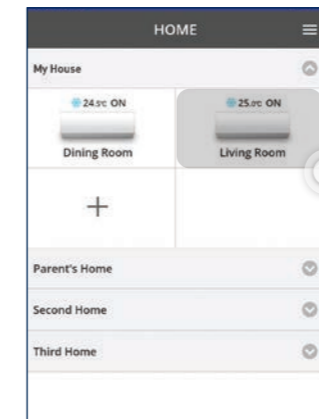 HOME
My House
24.5°C ON
25.0°C ON
Dining Room
Living Room
+
Parent's Home
Second Home
Third Home